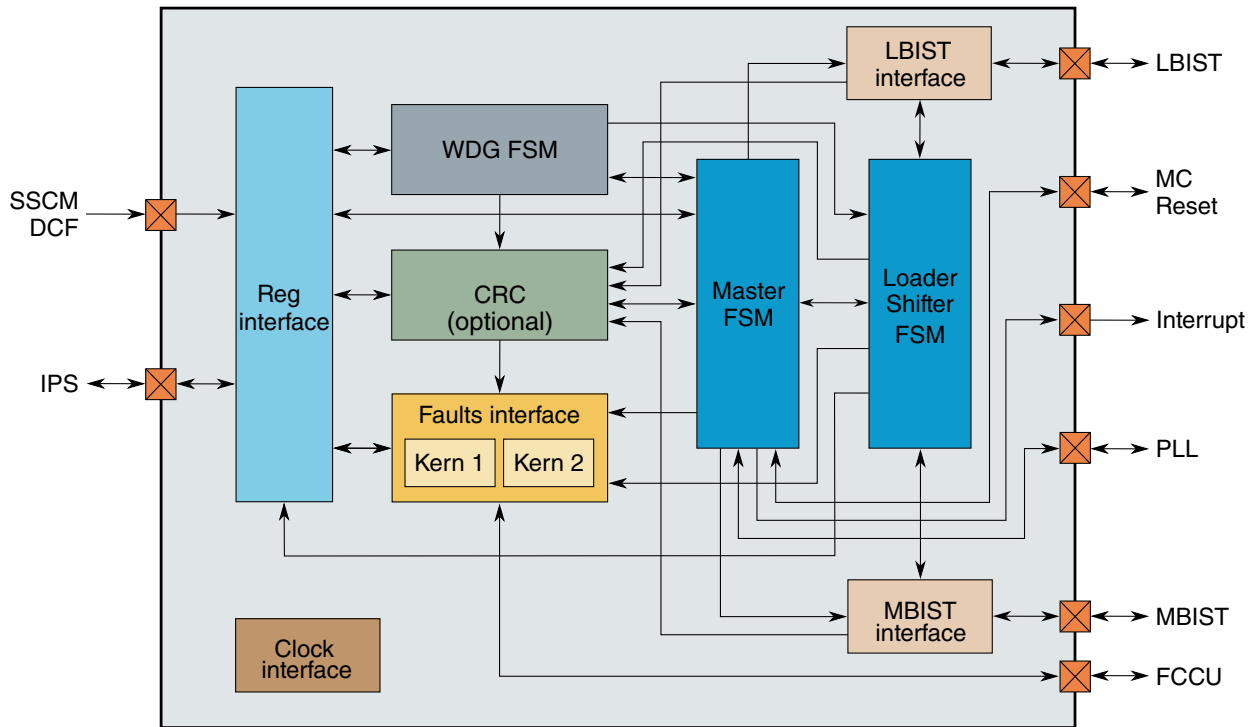 LBIST
interface
LBIST
WDG FSM
SSCM
DCF
MC
Reset
Reg
interface
CRC
(optional)
Master
FSM
Loader
Shifter
FSM
Interrupt
IPS
Faults interface
Kern 1
Kern 2
PLL
MBIST
interface
MBIST
Clock
interface
FCCU